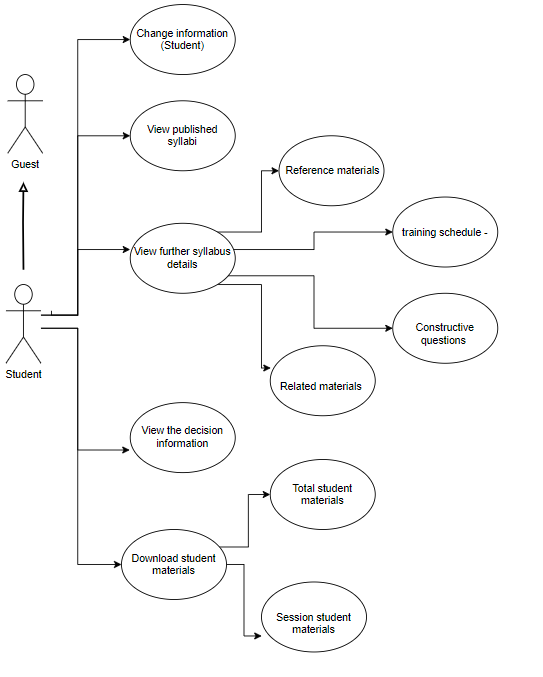 Change information
(Student)
Guest
View published
syllabi
Reference materials
training schedule -
View further syllabus
details
Constructive
questions
Student
Related materials
View the decision
information
Total student
materials
Download student
materials
Session student
materials